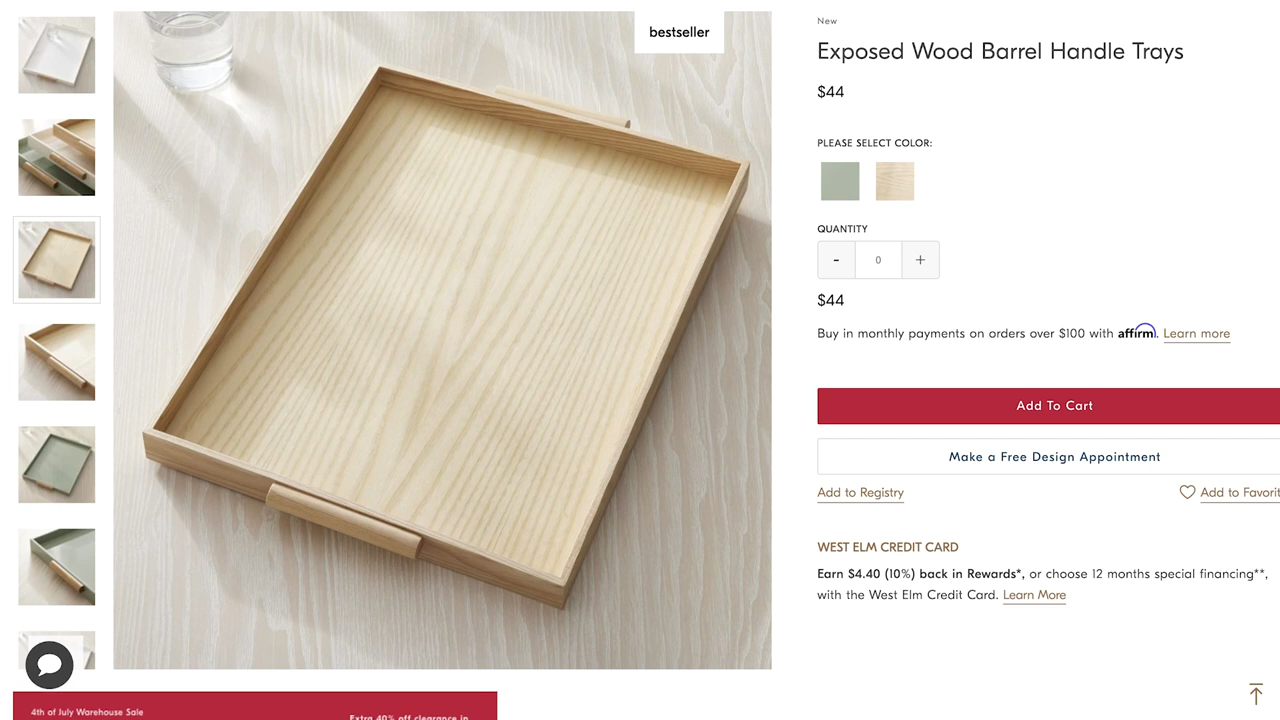 bestseller
New
Exposed Wood Barrel Handle Trays
$44
PLEASE SELECT COLOR:
QUANTITY
- 0 +
$44
Buy in monthly payments on orders over $100 with affirm. Learn more
Add To Cart
Make a Free Design Appointment
Add to Registry
Add to Favorit
WEST ELM CREDIT CARD
Earn $4.40 (10%) back in Rewards*, or choose 12 months special financing**,
with the West Elm Credit Card. Learn More
4th of July Warehouse Sale
Extra 40% off clearance in